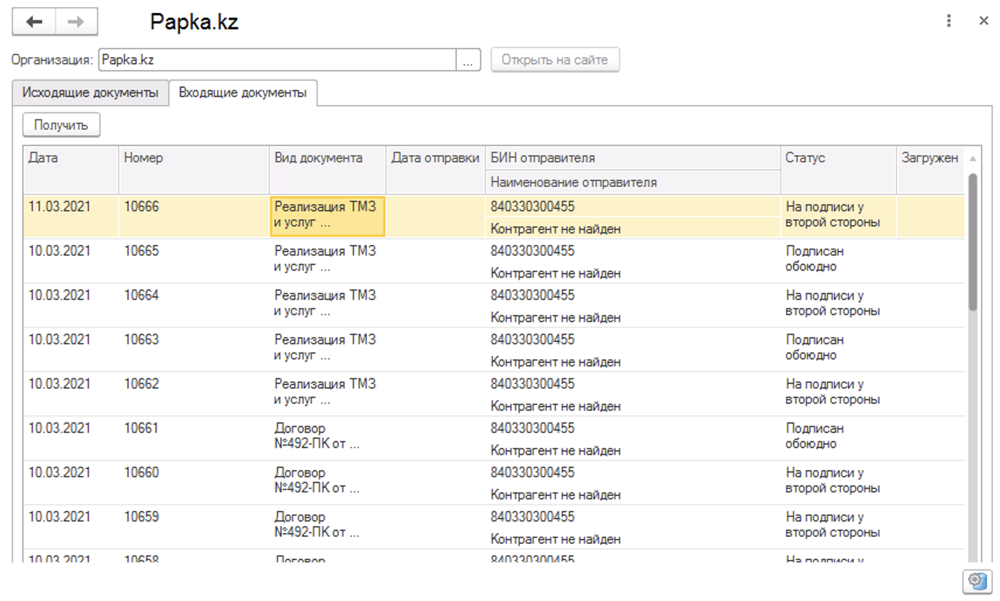 Papka.kz
Организация: Papka.kz ... Открыть на сайте
Исходящие документы Входящие документы
Получить
Дата Номер Вид документа Дата отправки БИН отправителя Статус Загружен
Наименование отправителя
11.03.2021 10666 Реализация ТМЗ 840330300455 На подписи у
и услуг ... Контрагент не найден второй стороны
10.03.2021 10665 Реализация ТМЗ 840330300455 Подписан
и услуг ... Контрагент не найден обоюдно
10.03.2021 10664 Реализация ТМЗ 840330300455 На подписи у
и услуг ... Контрагент не найден второй стороны
10.03.2021 10663 Реализация ТМЗ 840330300455 Подписан
и услуг ... Контрагент не найден обоюдно
10.03.2021 10662 Реализация ТМЗ 840330300455 На подписи у
и услуг ... Контрагент не найден второй стороны
10.03.2021 10661 Договор 840330300455 Подписан
№492-ПК от ... Контрагент не найден обоюдно
10.03.2021 10660 Договор 840330300455 На подписи у
№492-ПК от ... Контрагент не найден второй стороны
10.03.2021 10659 Договор 840330300455 На подписи у
№492-ПК от ... Контрагент не найден второй стороны
10.03.2021 10658 Договор 840330300455 На подписи у